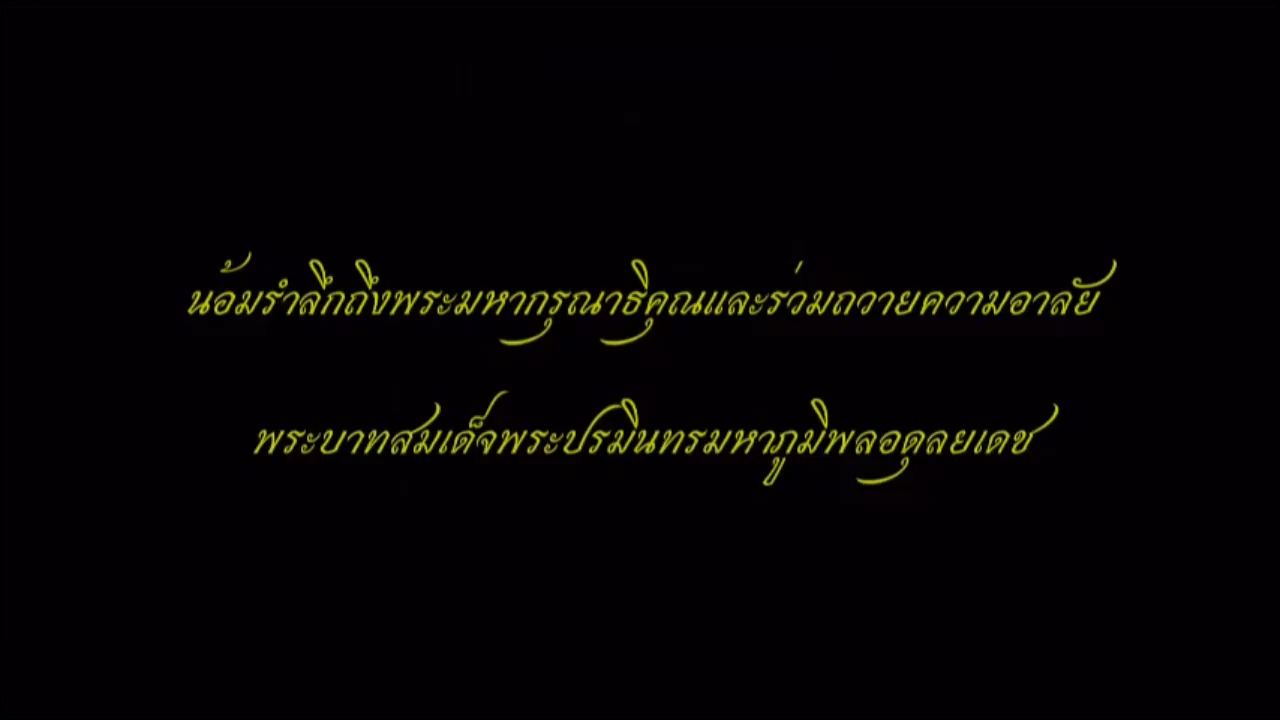 น้อมรำลึกถึงพระมหากรุณาธิคุณและร่วมถวายความอาลัย
พระบาทสมเด็จพระปรมินทรมหาภูมิพลอดุลยเดช